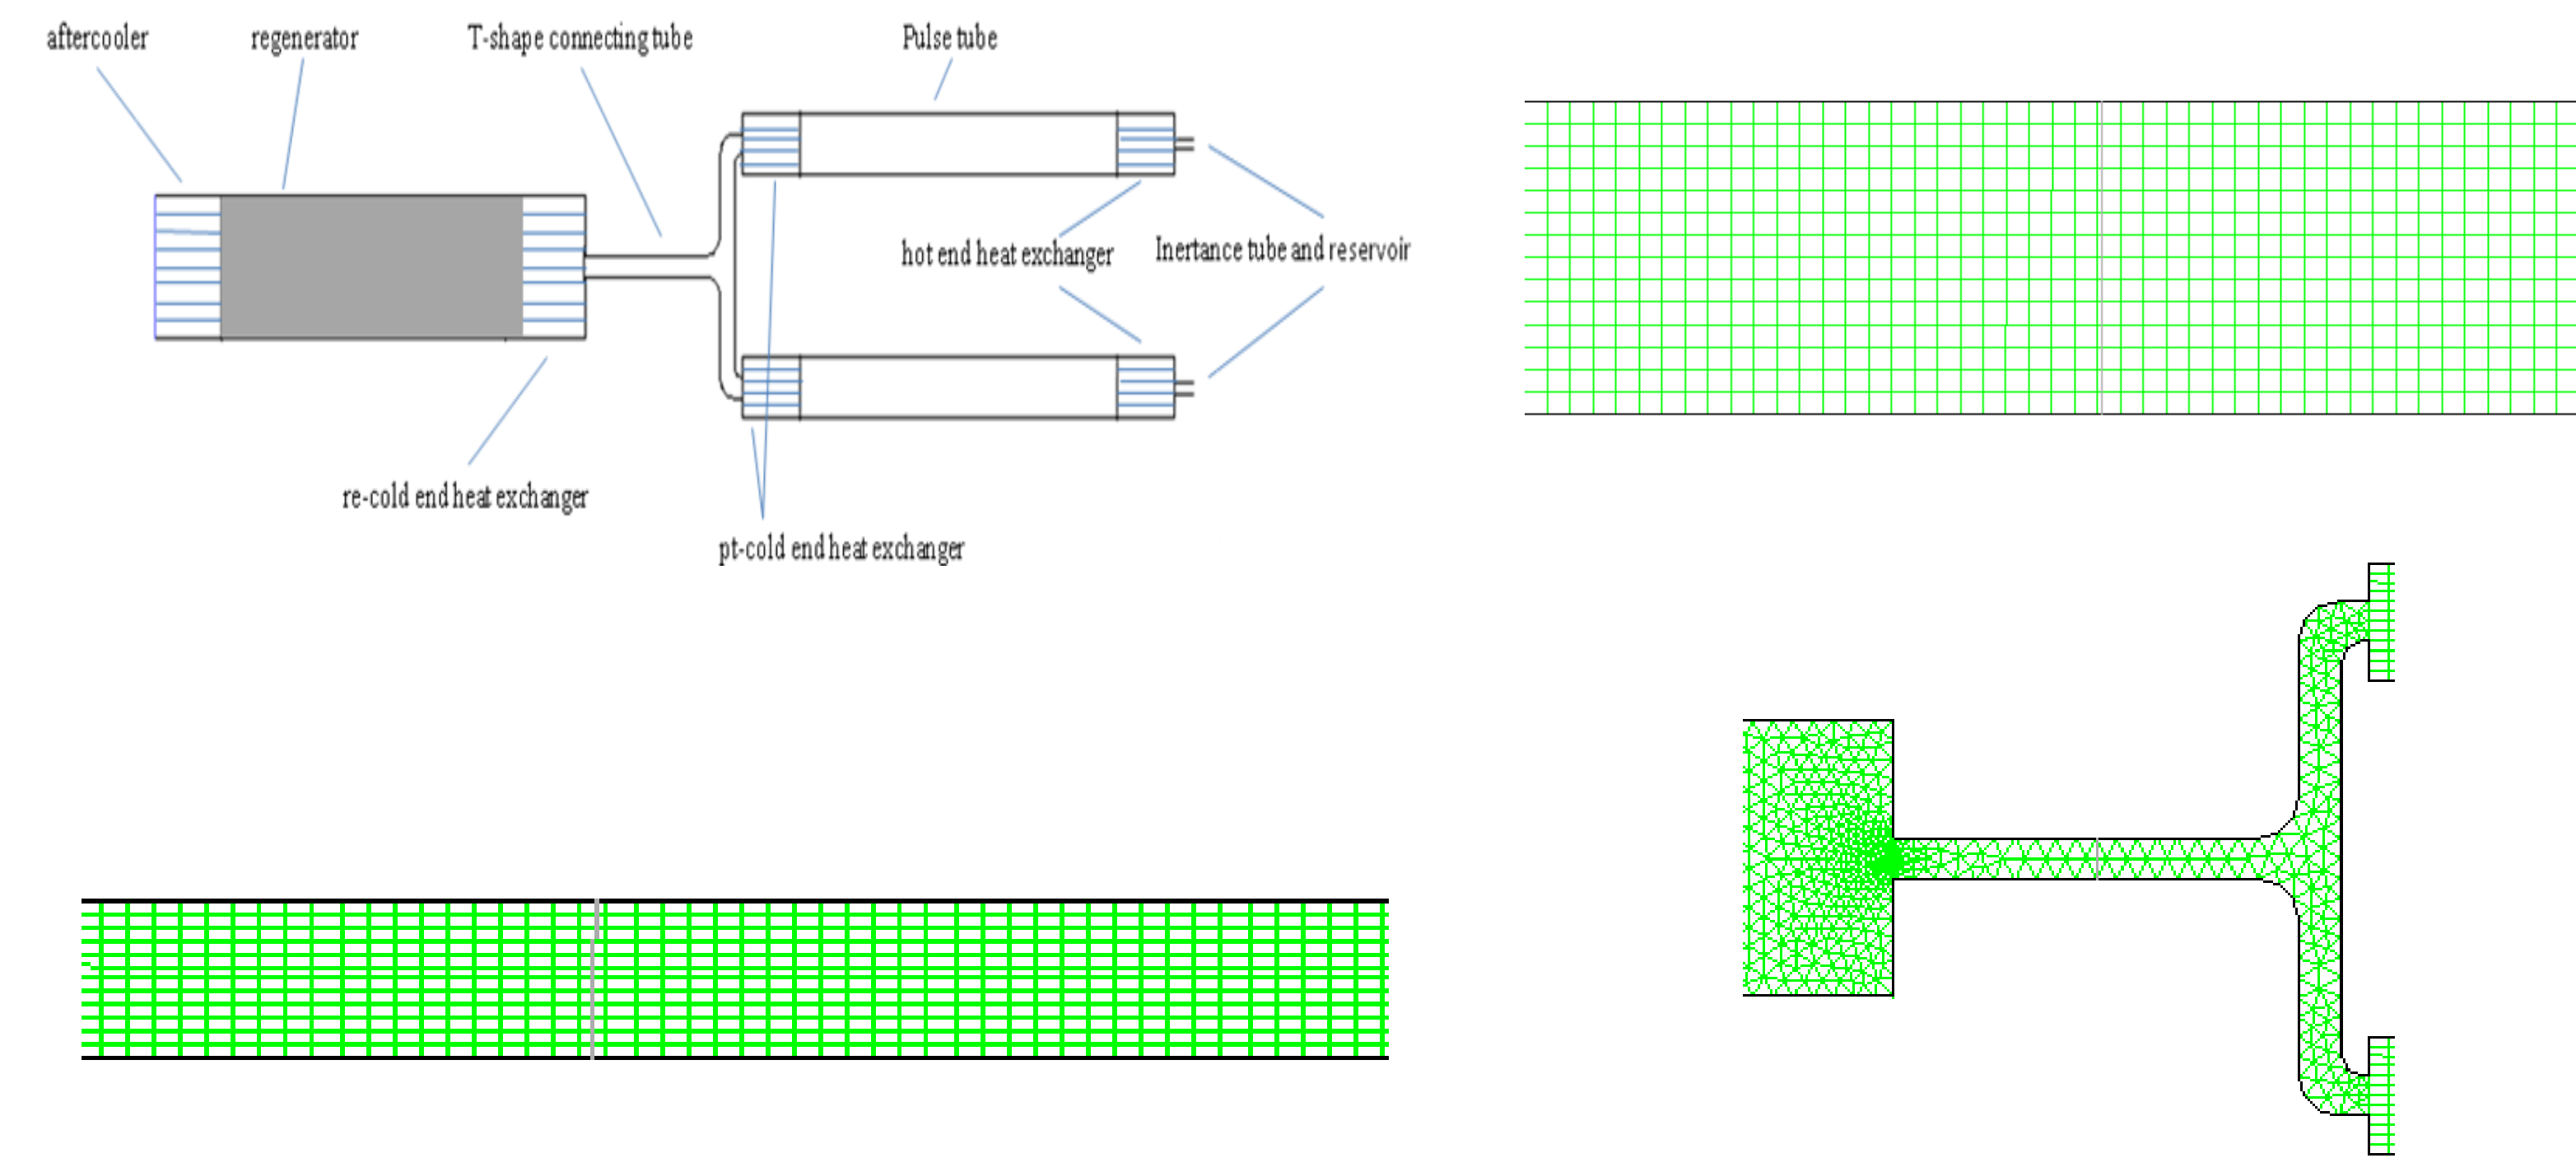 aftercooler
regenerator
T-shape connecting tube
Pulse tube
hot end heat exchanger
Inertance tube and reservoir
re-cold end heat exchanger
pt-cold end heat exchanger